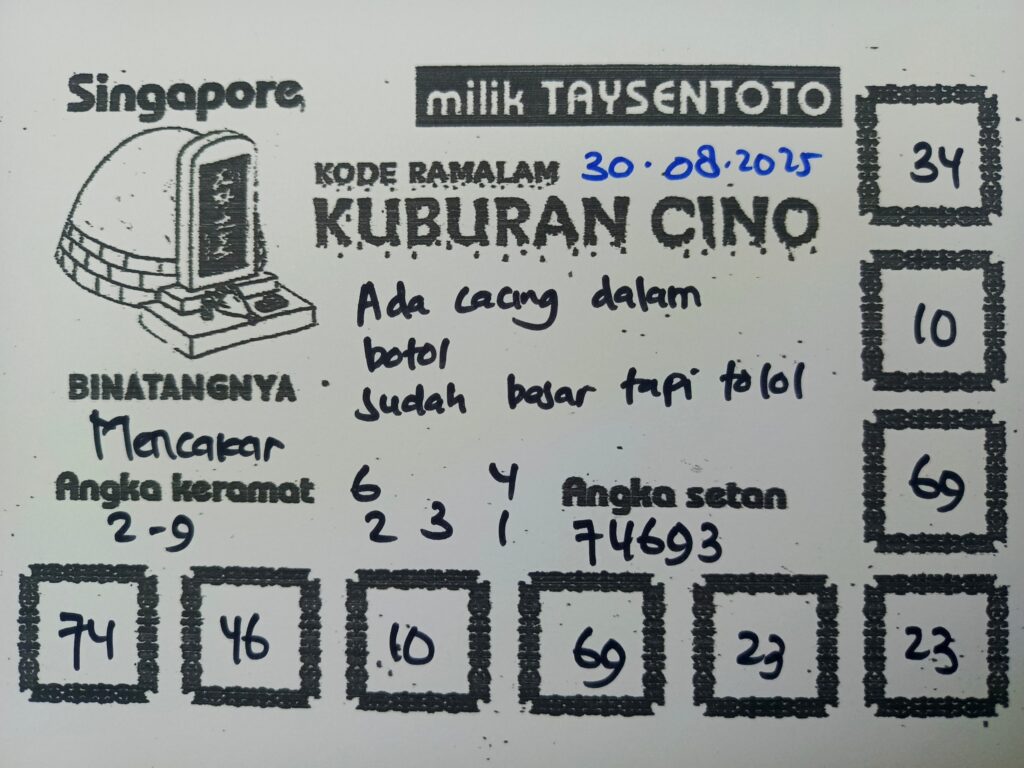 Singapore
milik TAYSENTOTO
KODE RAMALAM 30.08.2025
KUBURAN CINO
Ada cacing dalam
botol
sudah besar tapi tolol
BINATANGNYA
Mencakar
Angka keramat
2-9
6 4
2 3 1
Angka setan
74693
34
10
69
74 46 10 69 23 23